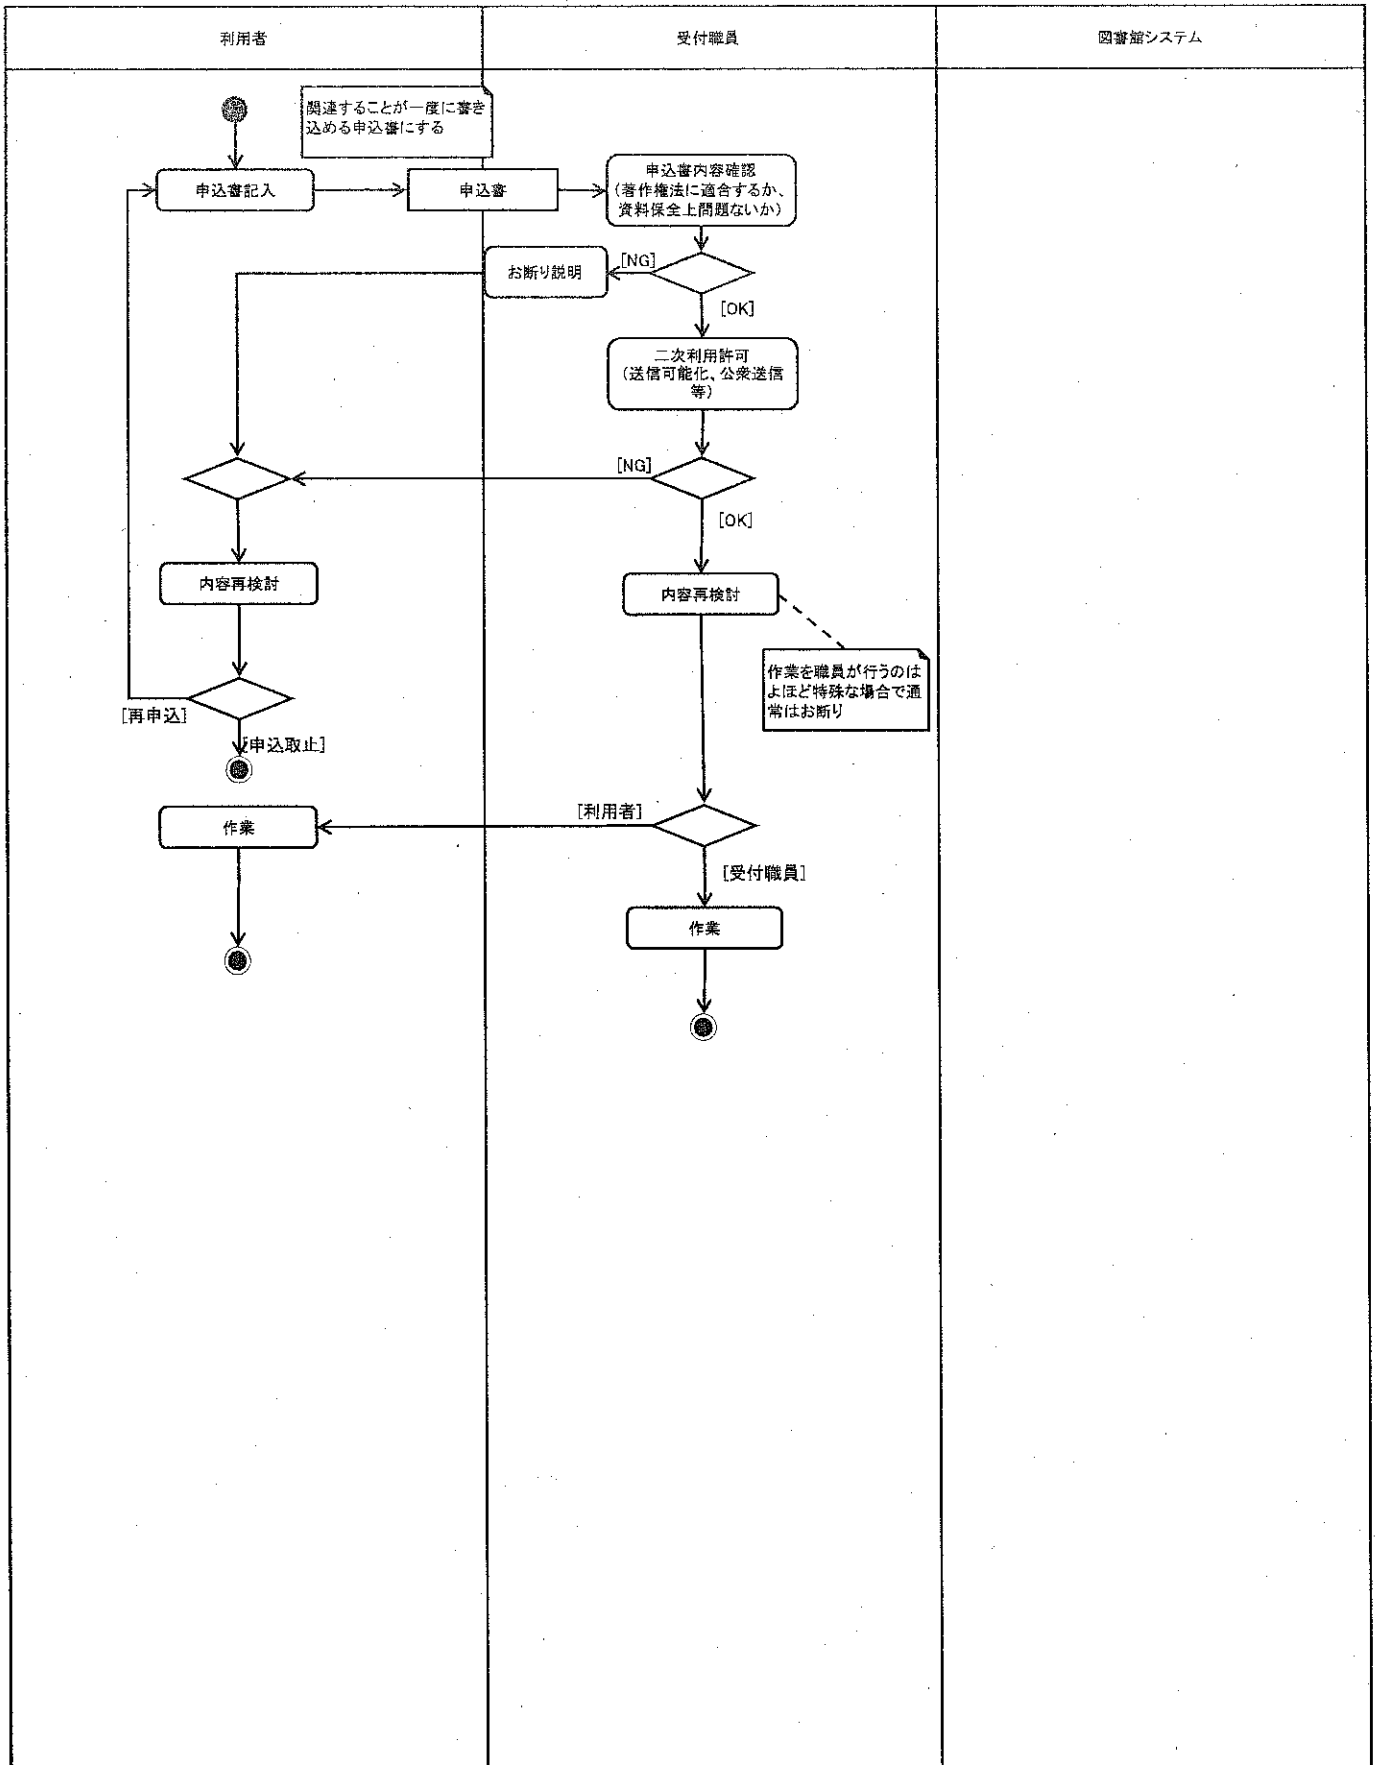 利用者
受付職員
図書館システム
関連することが一度に書き
込める申込書にする
申込書記入
申込書
申込書内容確認
(著作権法に適合するか、
資料保全上問題ないか)
お断り説明
[NG]
[OK]
二次利用許可
(送信可能化、公衆送信
等)
[NG]
[OK]
内容再検討
内容再検討
作業を職員が行うのは
よほど特殊な場合で通
常はお断り
[再申込]
[申込取止]
[利用者]
作業
[受付職員]
作業